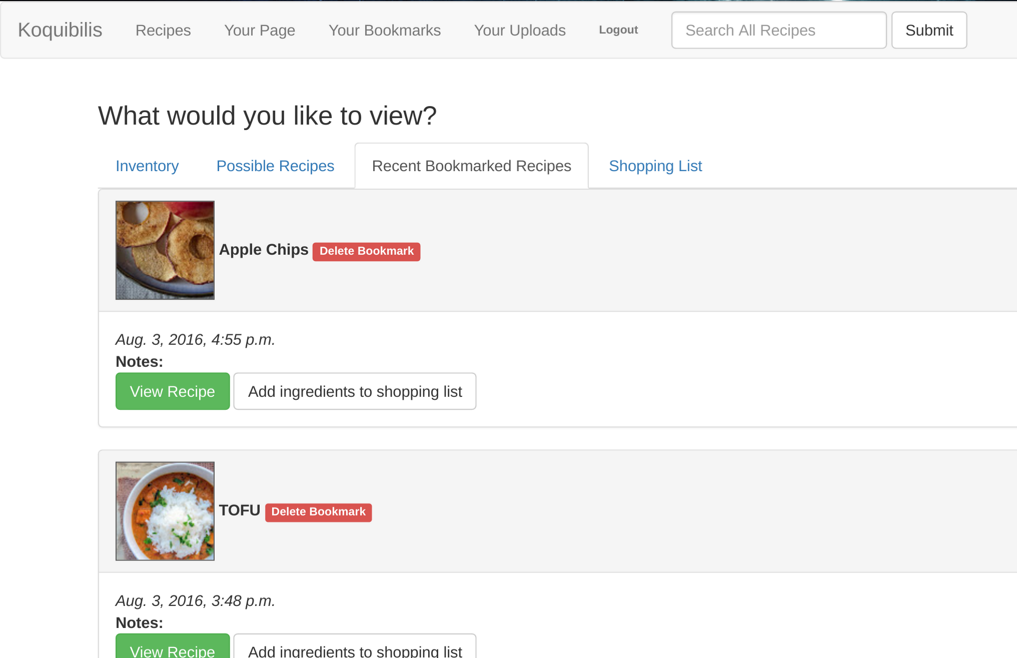 Koquibilis Recipes Your Page Your Bookmarks Your Uploads Logout Search All Recipes Submit
What would you like to view?
Inventory Possible Recipes Recent Bookmarked Recipes Shopping List
Apple Chips Delete Bookmark
Aug. 3, 2016, 4:55 p.m.
Notes:
View Recipe Add ingredients to shopping list
TOFU Delete Bookmark
Aug. 3, 2016, 3:48 p.m.
Notes:
View Recipe Add ingredients to shopping list